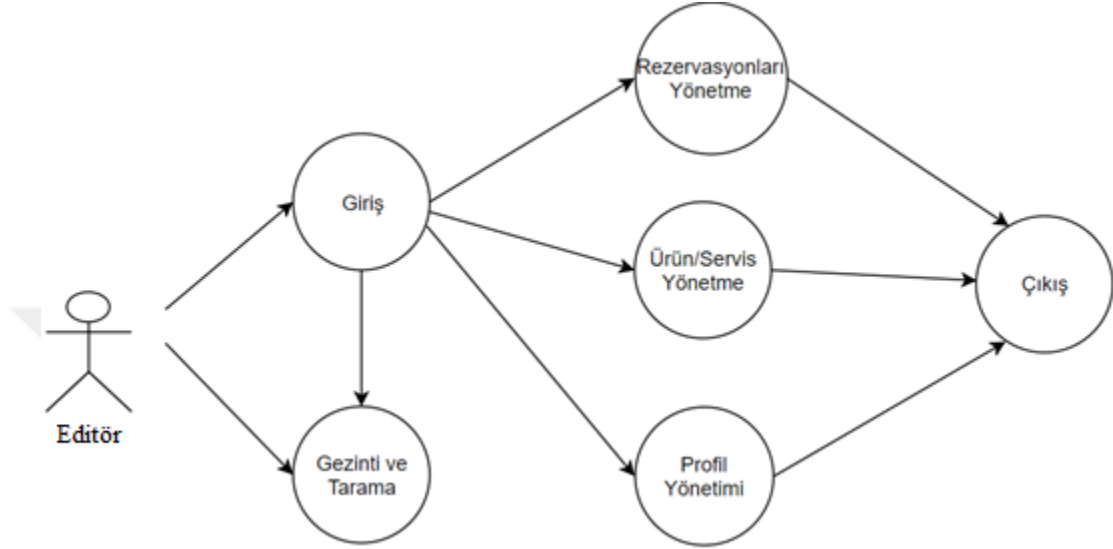 Rezervasyonları
Yönetme
Giriş
Ürün/Servis
Yönetme
Çıkış
Editör
Gezinti ve
Tarama
Profil
Yönetimi